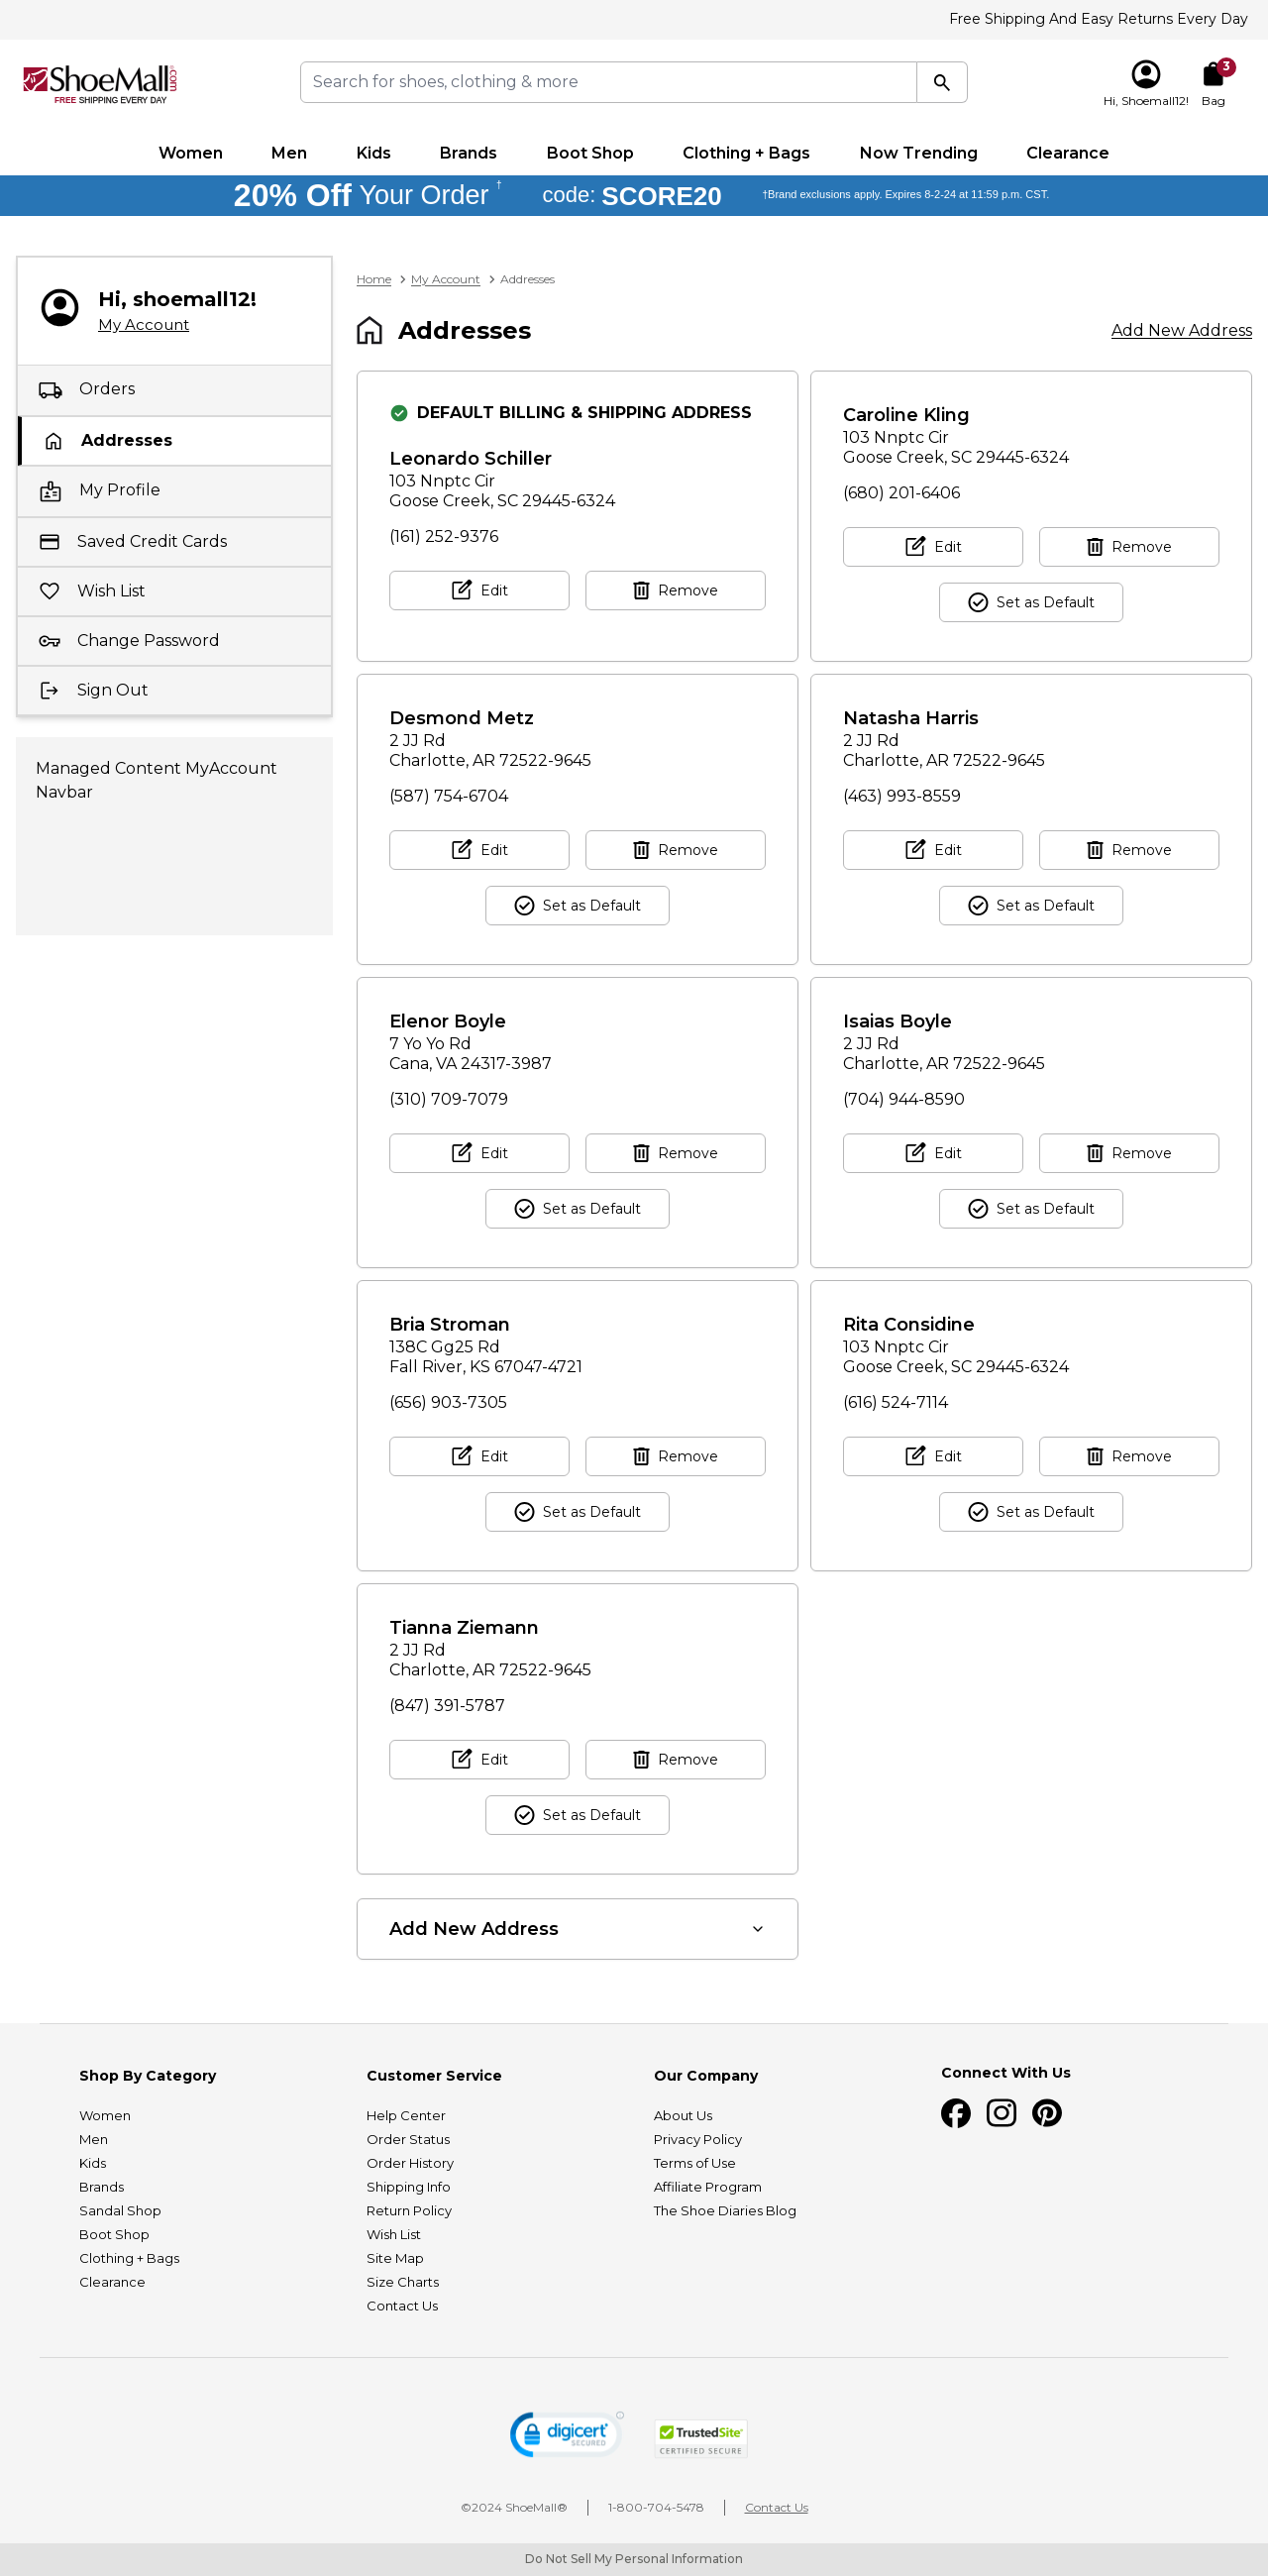 Free Shipping And Easy Returns Every Day
ShoeMall.com
FREE SHIPPING EVERY DAY
Search for shoes, clothing & more
3
Hi, Shoemall12! Bag
Women Men Kids Brands Boot Shop Clothing + Bags Now Trending Clearance
20% Off Your Order † code: SCORE20 †Brand exclusions apply. Expires 8-2-24 at 11:59 p.m. CST.
Hi, shoemall12!
My Account
Orders
Addresses
My Profile
Saved Credit Cards
Wish List
Change Password
Sign Out
Managed Content MyAccount
Navbar
Home > My Account > Addresses
Addresses
Add New Address
DEFAULT BILLING & SHIPPING ADDRESS
Leonardo Schiller
103 Nnptc Cir
Goose Creek, SC 29445-6324
(161) 252-9376
Edit Remove
Caroline Kling
103 Nnptc Cir
Goose Creek, SC 29445-6324
(680) 201-6406
Edit Remove
Set as Default
Desmond Metz
2 JJ Rd
Charlotte, AR 72522-9645
(587) 754-6704
Edit Remove
Set as Default
Natasha Harris
2 JJ Rd
Charlotte, AR 72522-9645
(463) 993-8559
Edit Remove
Set as Default
Elenor Boyle
7 Yo Yo Rd
Cana, VA 24317-3987
(310) 709-7079
Edit Remove
Set as Default
Isaias Boyle
2 JJ Rd
Charlotte, AR 72522-9645
(704) 944-8590
Edit Remove
Set as Default
Bria Stroman
138C Gg25 Rd
Fall River, KS 67047-4721
(656) 903-7305
Edit Remove
Set as Default
Rita Considine
103 Nnptc Cir
Goose Creek, SC 29445-6324
(616) 524-7114
Edit Remove
Set as Default
Tianna Ziemann
2 JJ Rd
Charlotte, AR 72522-9645
(847) 391-5787
Edit Remove
Set as Default
Add New Address
Shop By Category
Women
Men
Kids
Brands
Sandal Shop
Boot Shop
Clothing + Bags
Clearance
Customer Service
Help Center
Order Status
Order History
Shipping Info
Return Policy
Wish List
Site Map
Size Charts
Contact Us
Our Company
About Us
Privacy Policy
Terms of Use
Affiliate Program
The Shoe Diaries Blog
Connect With Us
digicert
SECURED
TrustedSite
CERTIFIED SECURE
©2024 ShoeMall® | 1-800-704-5478 | Contact Us
Do Not Sell My Personal Information